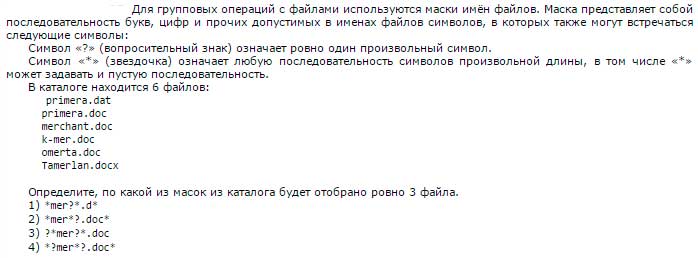 Для групповых операций с файлами используются маски имён файлов. Маска представляет собой
последовательность букв, цифр и прочих допустимых в именах файлов символов, в которых также могут встречаться
следующие символы:
Символ «?» (вопросительный знак) означает ровно один произвольный символ.
Символ «*» (звездочка) означает любую последовательность символов произвольной длины, в том числе «*»
может задавать и пустую последовательность.
В каталоге находится 6 файлов:
primera.dat
primera.doc
merchant.doc
k-mer.doc
omerta.doc
Tamerlan.docx
Определите, по какой из масок из каталога будет отобрано ровно 3 файла.
1) *mer?*.d*
2) *mer*?.doc*
3) ?*mer?*.doc
4) *?mer*?.doc*